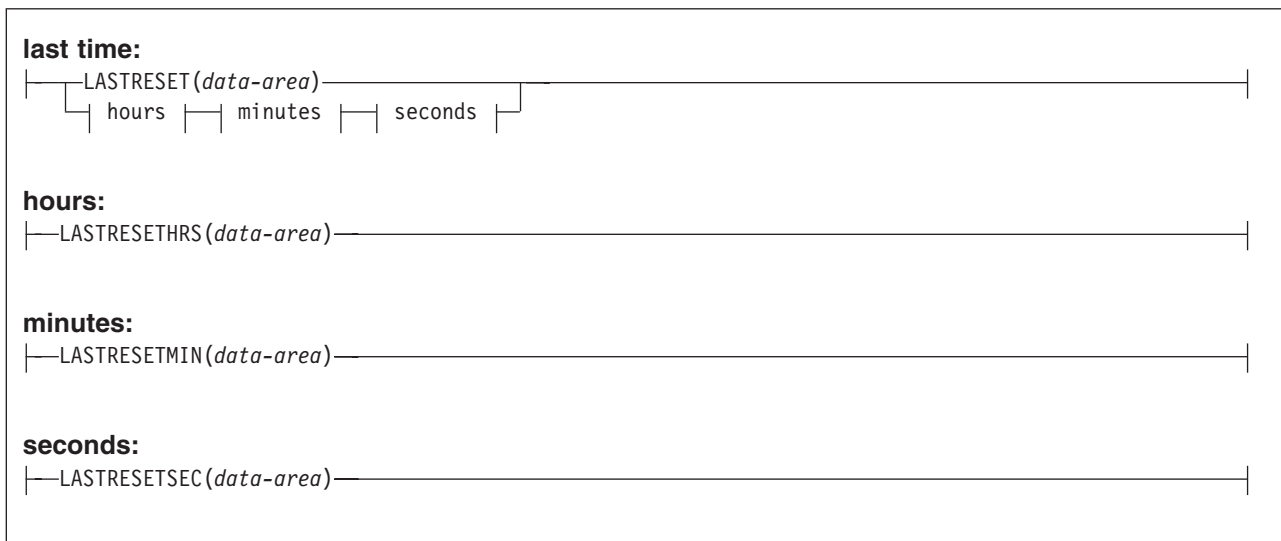 last time:
LASTRESET(data-area)
hours minutes seconds
hours:
LASTRESETHRS(data-area)
minutes:
LASTRESETMIN(data-area)
seconds:
LASTRESETSEC(data-area)